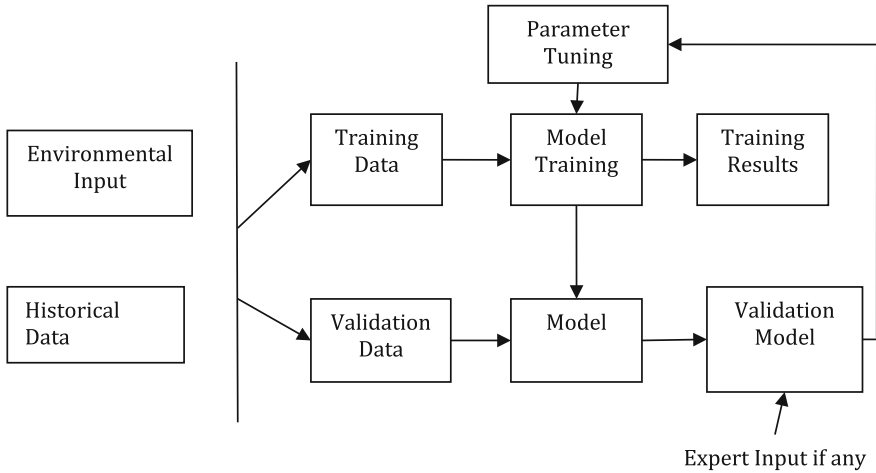 Parameter
Tuning
Environmental
Input
Training
Data
Model
Training
Training
Results
Historical
Data
Validation
Data
Model
Validation
Model
Expert Input if any